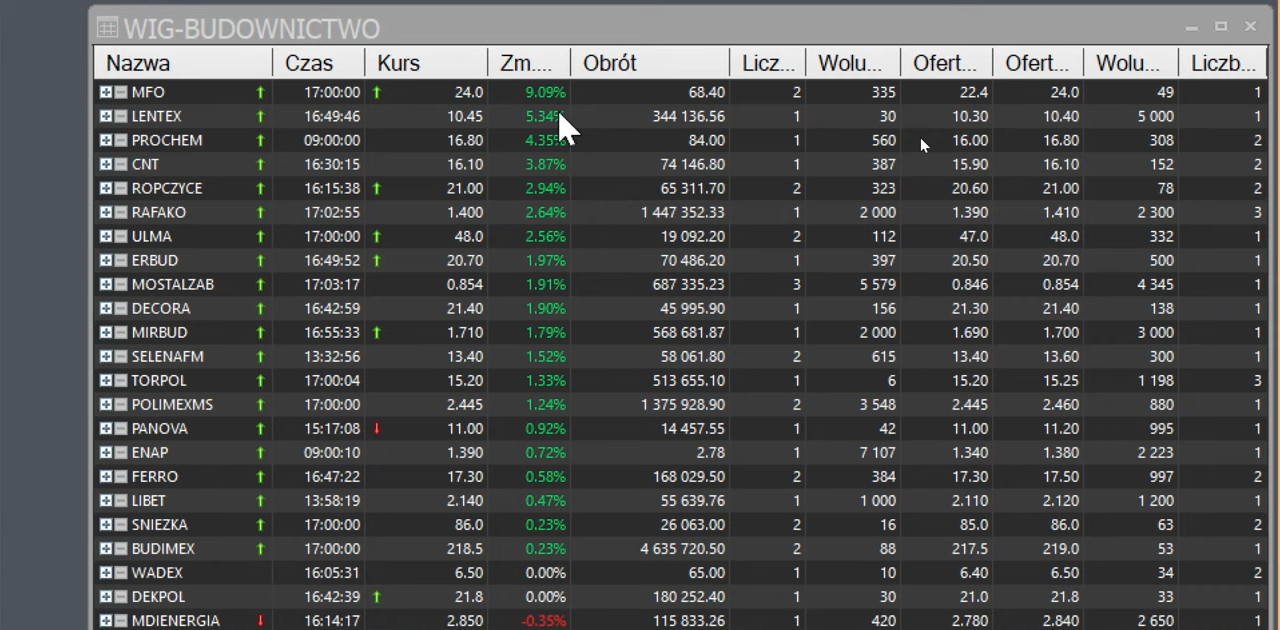 WIG-BUDOWNICTWO
Nazwa Czas Kurs Zm.... Obrót Licz... Wolu... Ofert... Ofert... Wolu... Liczb...
MFO 17:00:00 24.0 9.09% 68.40 2 335 22.4 24.0 49 1
LENTEX 16:49:46 10.45 5.34% 344 136.56 1 30 10.30 10.40 5 000 1
PROCHEM 09:00:00 16.80 4.35% 84.00 1 560 16.00 16.80 308 2
CNT 16:30:15 16.10 3.87% 74 146.80 1 387 15.90 16.10 152 2
ROPCZYCE 16:15:38 21.00 2.94% 65 311.70 2 323 20.60 21.00 78 2
RAFAKO 17:02:55 1.400 2.64% 1 447 352.33 1 2 000 1.390 1.410 2 300 3
ULMA 17:00:00 48.0 2.56% 19 092.20 2 112 47.0 48.0 332 1
ERBUD 16:49:52 20.70 1.97% 70 486.20 1 397 20.50 20.70 500 1
MOSTALZAB 17:03:17 0.854 1.91% 687 335.23 3 5 579 0.846 0.854 4 345 1
DECORA 16:42:59 21.40 1.90% 45 995.90 1 156 21.30 21.40 138 1
MIRBUD 16:55:33 1.710 1.79% 568 681.87 1 2 000 1.690 1.700 3 000 1
SELENAFM 13:32:56 13.40 1.52% 58 061.80 2 615 13.40 13.60 300 1
TORPOL 17:00:04 15.20 1.33% 513 655.10 1 6 15.20 15.25 1 198 3
POLIMEXMS 17:00:00 2.445 1.24% 1 375 928.90 2 3 548 2.445 2.460 880 1
PANOVA 15:17:08 11.00 0.92% 14 457.55 1 42 11.00 11.20 995 1
ENAP 09:00:10 1.390 0.72% 2.78 1 7 107 1.340 1.380 2 223 1
FERRO 16:47:22 17.30 0.58% 168 029.50 2 384 17.30 17.50 997 2
LIBET 13:58:19 2.140 0.47% 55 639.76 1 1 000 2.110 2.120 1 200 1
SNIEZKA 17:00:00 86.0 0.23% 26 063.00 2 16 85.0 86.0 63 2
BUDIMEX 17:00:00 218.5 0.23% 4 635 720.50 2 88 217.5 219.0 53 1
WADEX 16:05:31 6.50 0.00% 65.00 1 10 6.40 6.50 34 2
DEKPOL 16:42:39 21.8 0.00% 180 252.40 1 30 21.0 21.8 33 1
MDIENERGIA 16:14:17 2.850 -0.35% 115 833.26 1 420 2.780 2.840 2 650 1